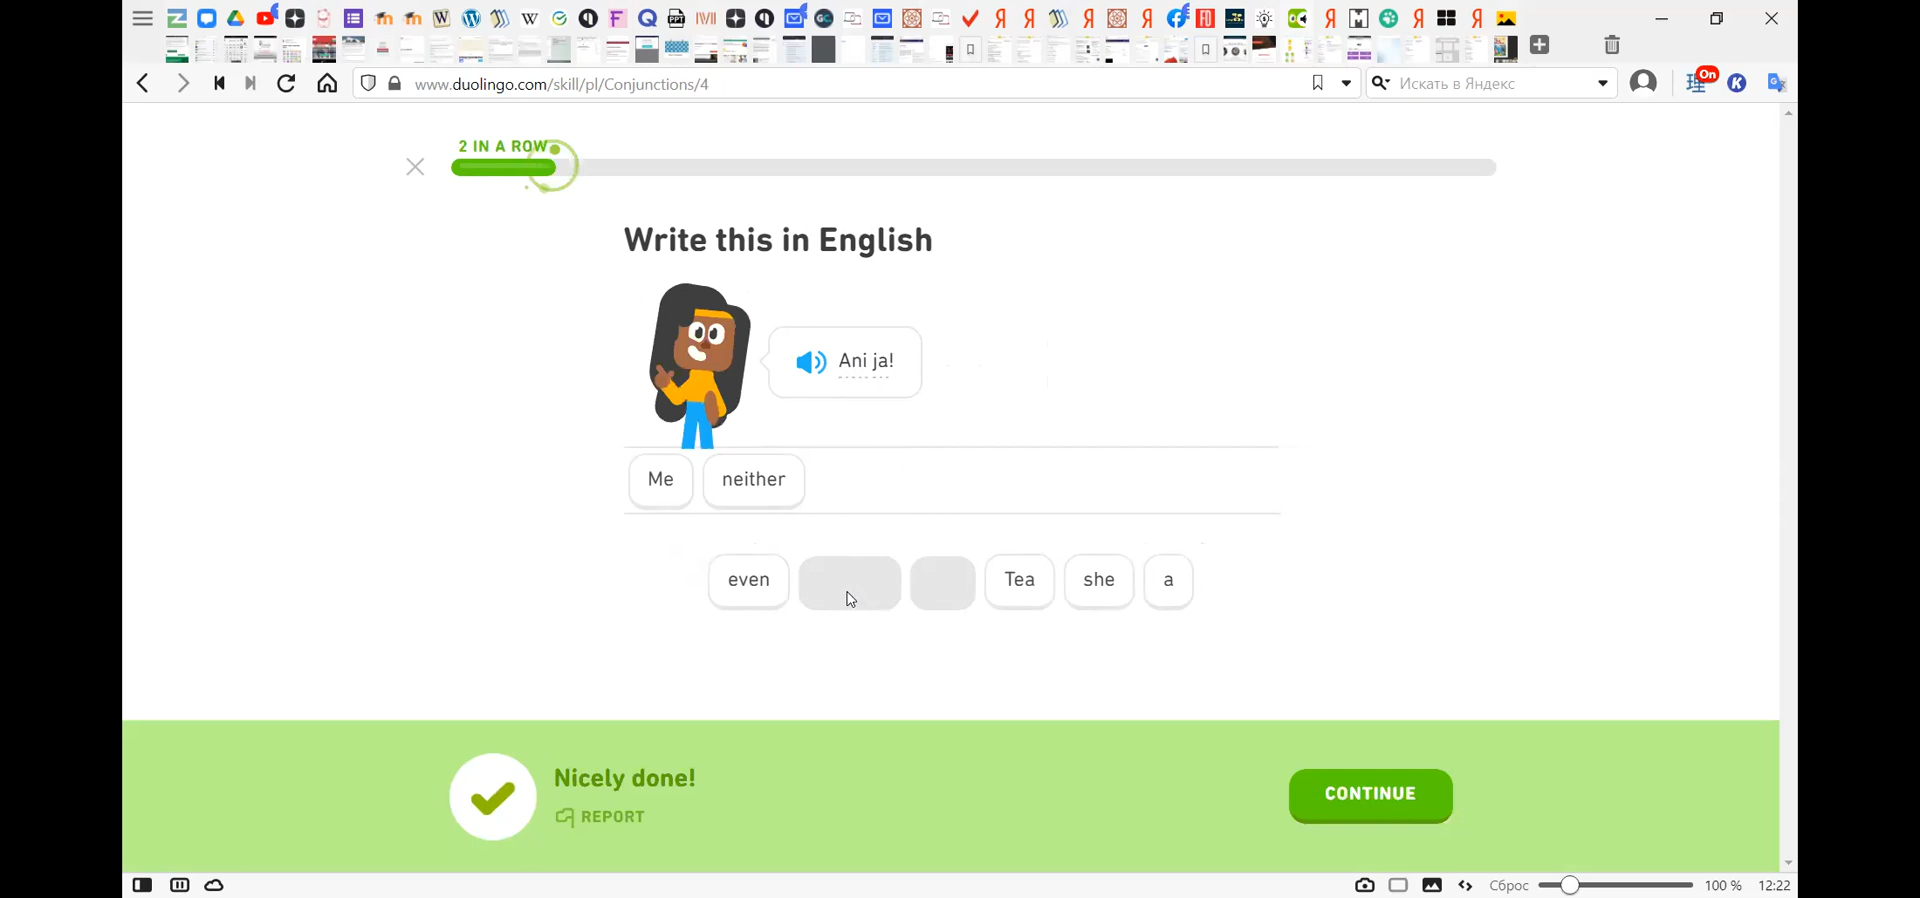 www.duolingo.com/skill/pl/Conjunctions/4
Искать в Яндекс
On
2 IN A ROW
Write this in English
Ani ja!
Me neither
even Tea she a
Nicely done!
REPORT
CONTINUE
Сброс 100 % 12:22